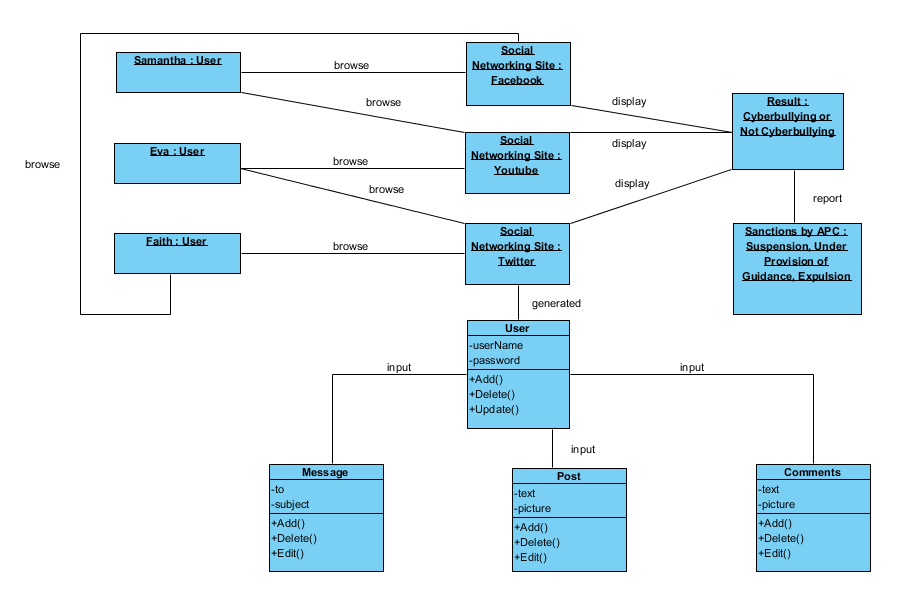 Samantha : User
browse
Social
Networking Site :
Facebook
browse
display
Result :
Cyberbullying or
Not Cyberbullying
Eva : User
browse
browse
Social
Networking Site :
Youtube
display
browse
display
report
Faith : User
browse
Social
Networking Site :
Twitter
Sanctions by APC :
Suspension, Under
Provision of
Guidance, Expulsion
generated
User
-userName
-password
+Add()
+Delete()
+Update()
input
input
input
Message
-to
-subject
+Add()
+Delete()
+Edit()
Post
-text
-picture
+Add()
+Delete()
+Edit()
Comments
-text
-picture
+Add()
+Delete()
+Edit()